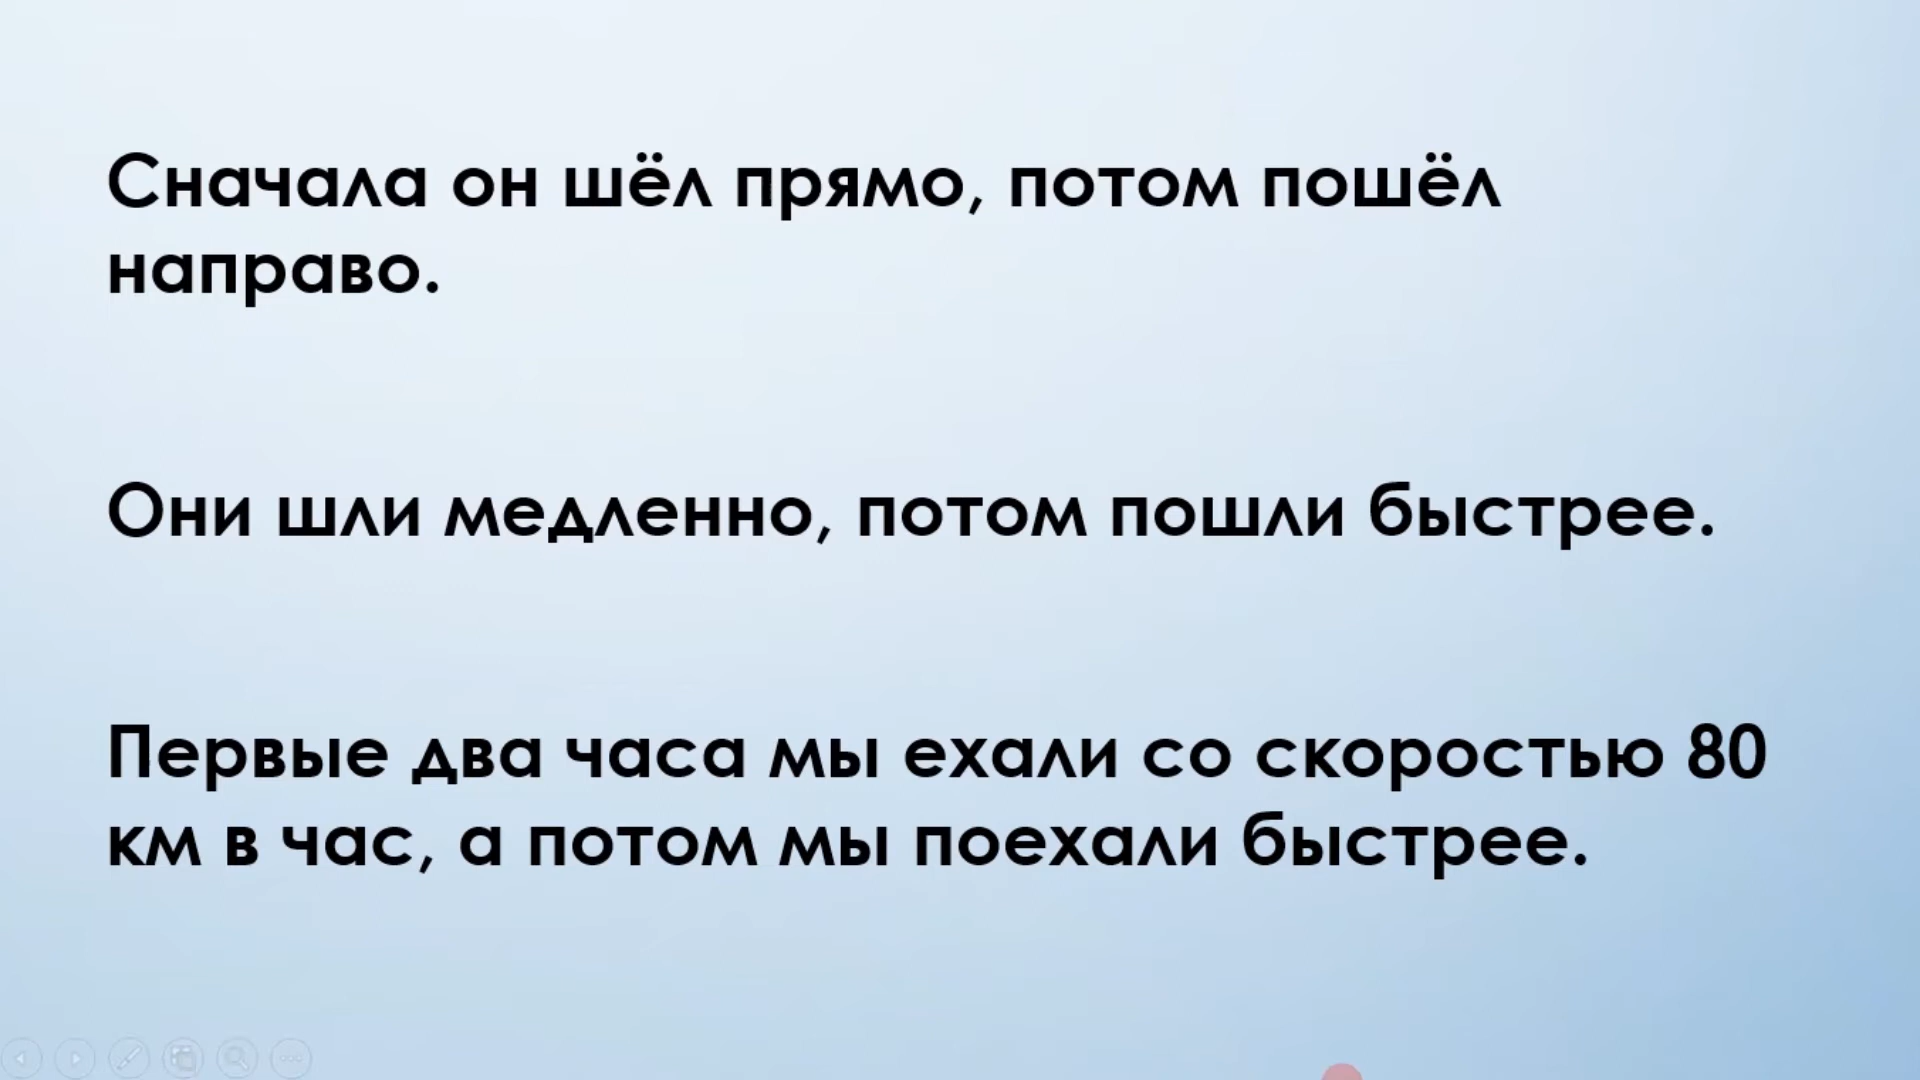 Сначала он шёл прямо, потом пошёл
направо.
Они шли медленно, потом пошли быстрее.
Первые два часа мы ехали со скоростью 80
км в час, а потом мы поехали быстрее.